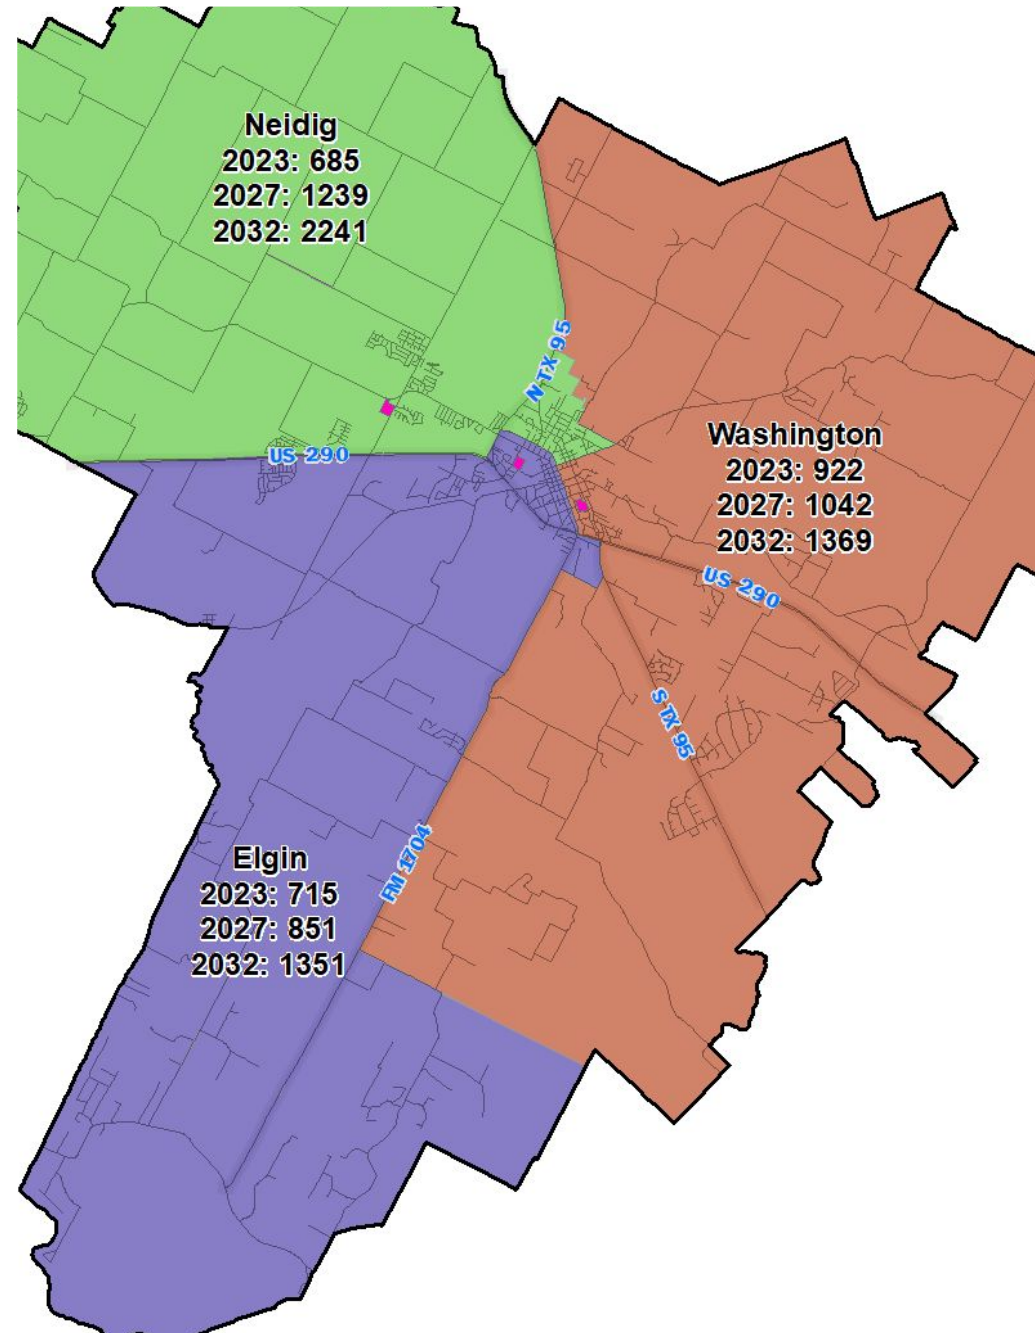 Neidig
2023: 685
2027: 1239
2032: 2241
N TX 95
US 290
Washington
2023: 922
2027: 1042
2032: 1369
US 290
S TX 95
FM 1704
Elgin
2023: 715
2027: 851
2032: 1351